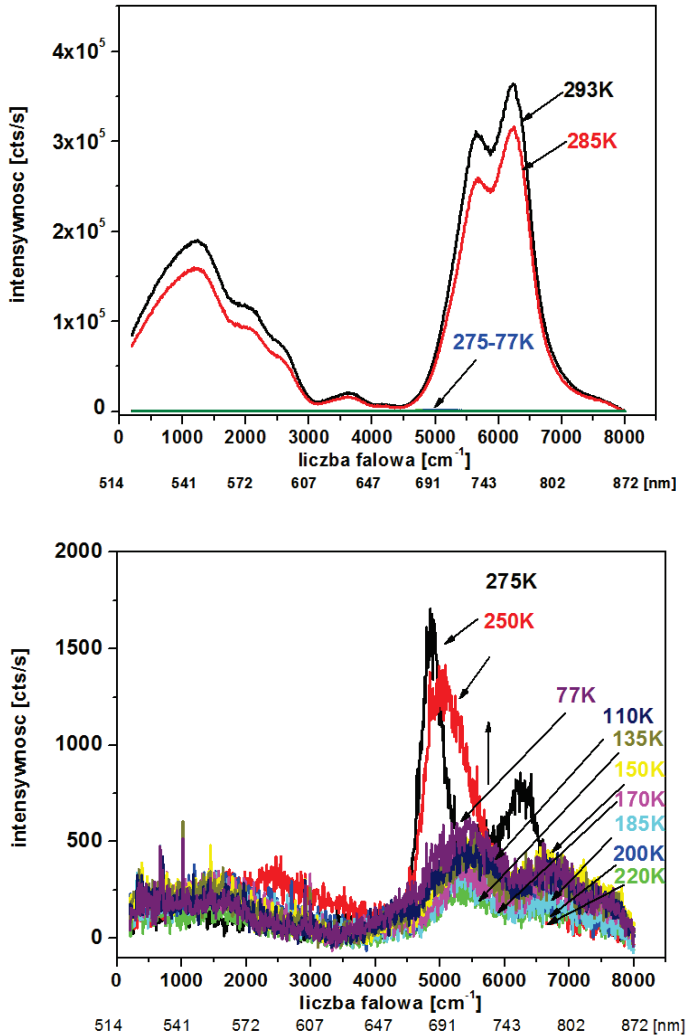 4x10⁵
293K
3x10⁵
285K
intensywnosc [cts/s]
2x10⁵
1x10⁵
275-77K
0
0 1000 2000 3000 4000 5000 6000 7000 8000
liczba falowa [cm⁻¹]
514 541 572 607 647 691 743 802 872 [nm]
2000
275K
1500
250K
intensywnosc [cts/s]
77K
110K
1000
135K
150K
170K
500
185K
200K
220K
0
0 1000 2000 3000 4000 5000 6000 7000 8000
liczba falowa [cm⁻¹]
514 541 572 607 647 691 743 802 872 [nm]